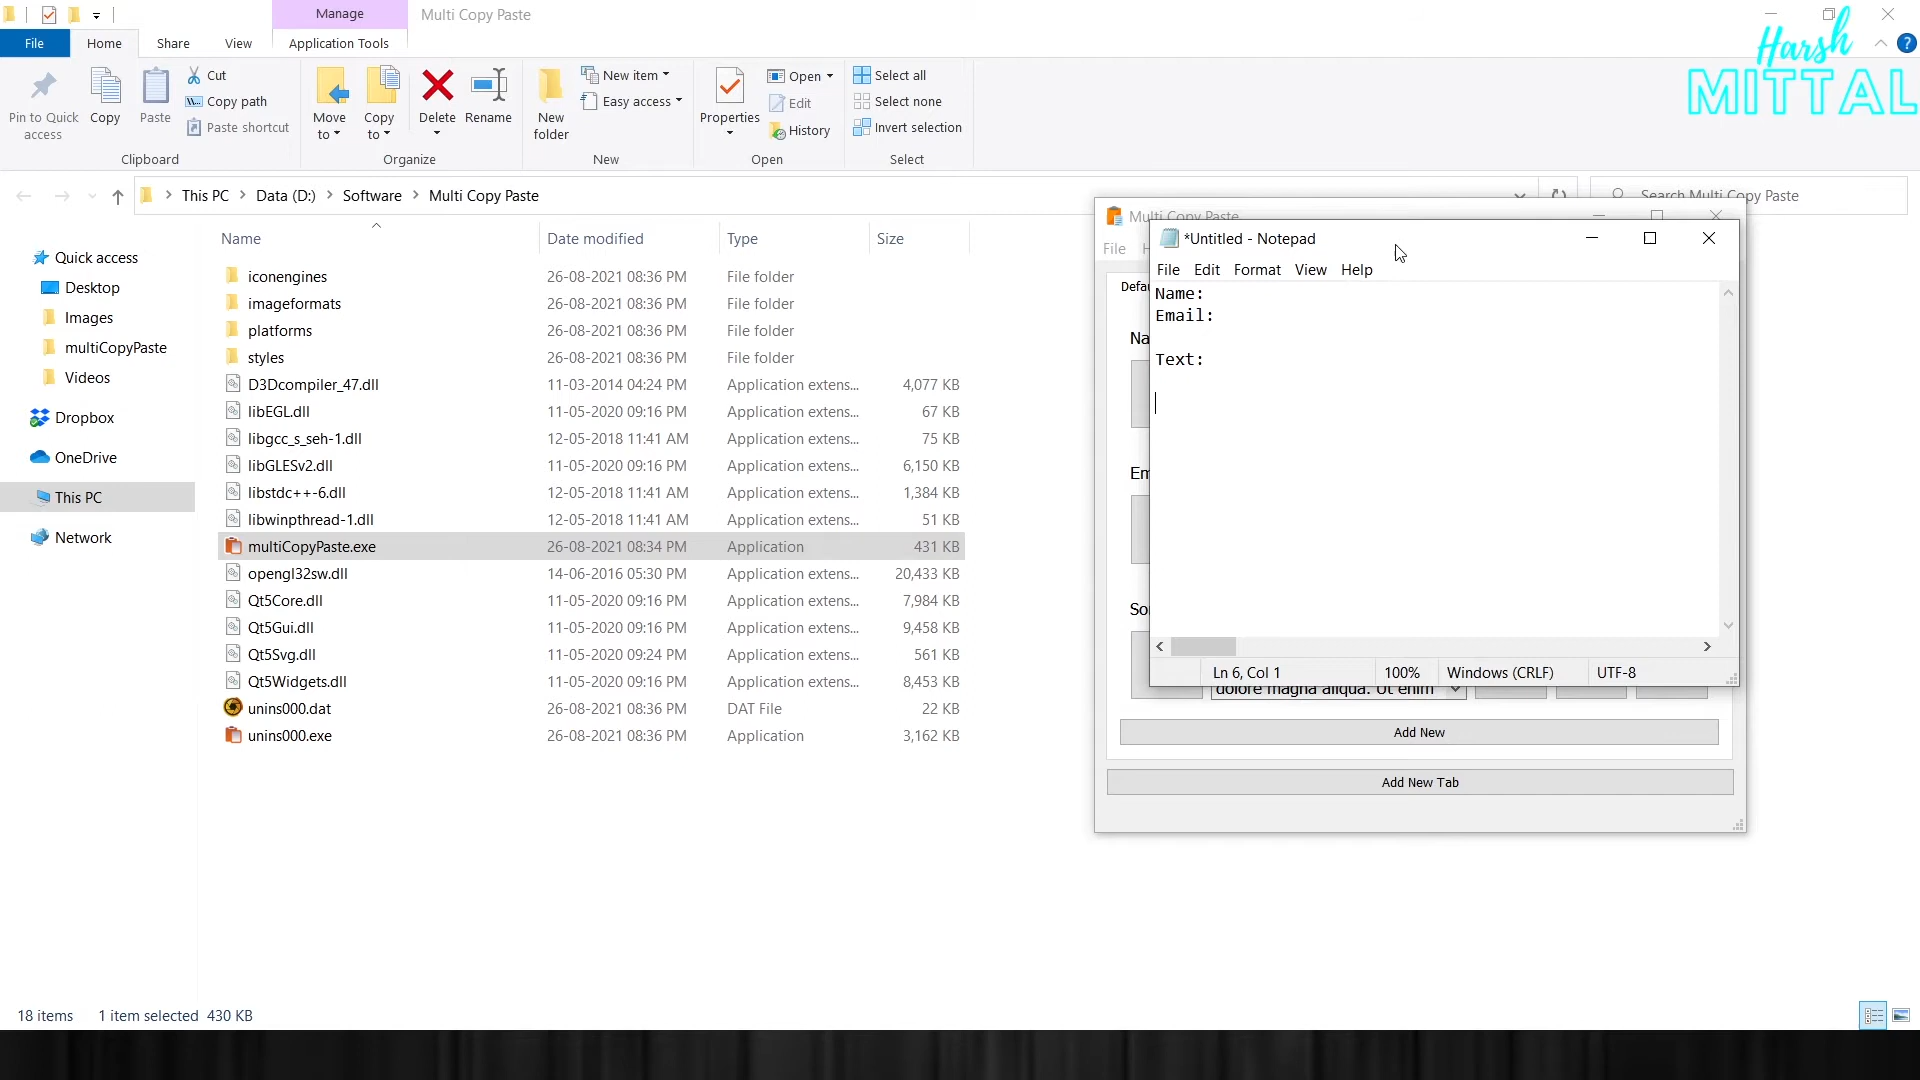 Manage
Multi Copy Paste
File
Home
Share
View
Application Tools
Harsh
MITTAL
Pin to Quick
access
Copy
Paste
Cut
Copy path
Paste shortcut
Move
to
Copy
to
Delete
Rename
New
folder
New item
Easy access
Properties
Open
Edit
History
Select all
Select none
Invert selection
Clipboard
Organize
New
Open
Select
This PC
Data (D:)
Software
Multi Copy Paste
Search Multi Copy Paste
Quick access
Desktop
Images
multiCopyPaste
Videos
Dropbox
OneDrive
This PC
Network
Name Date modified Type Size
iconengines 26-08-2021 08:36 PM File folder
imageformats 26-08-2021 08:36 PM File folder
platforms 26-08-2021 08:36 PM File folder
styles 26-08-2021 08:36 PM File folder
D3Dcompiler_47.dll 11-03-2014 04:24 PM Application extens... 4,077 KB
libEGL.dll 11-05-2020 09:16 PM Application extens... 67 KB
libgcc_s_seh-1.dll 12-05-2018 11:41 AM Application extens... 75 KB
libGLESv2.dll 11-05-2020 09:16 PM Application extens... 6,150 KB
libstdc++-6.dll 12-05-2018 11:41 AM Application extens... 1,384 KB
libwinpthread-1.dll 12-05-2018 11:41 AM Application extens... 51 KB
multiCopyPaste.exe 26-08-2021 08:34 PM Application 431 KB
opengl32sw.dll 14-06-2016 05:30 PM Application extens... 20,433 KB
Qt5Core.dll 11-05-2020 09:16 PM Application extens... 7,984 KB
Qt5Gui.dll 11-05-2020 09:16 PM Application extens... 9,458 KB
Qt5Svg.dll 11-05-2020 09:24 PM Application extens... 561 KB
Qt5Widgets.dll 11-05-2020 09:16 PM Application extens... 8,453 KB
unins000.dat 26-08-2021 08:36 PM DAT File 22 KB
unins000.exe 26-08-2021 08:36 PM Application 3,162 KB
Multi Copy Paste
File
Defau
Na
Em
So
*Untitled - Notepad
File Edit Format View Help
Name:
Email:
Text:
Ln 6, Col 1 100% Windows (CRLF) UTF-8
dolore magna aliqua. Ut enim
Add New
Add New Tab
18 items 1 item selected 430 KB